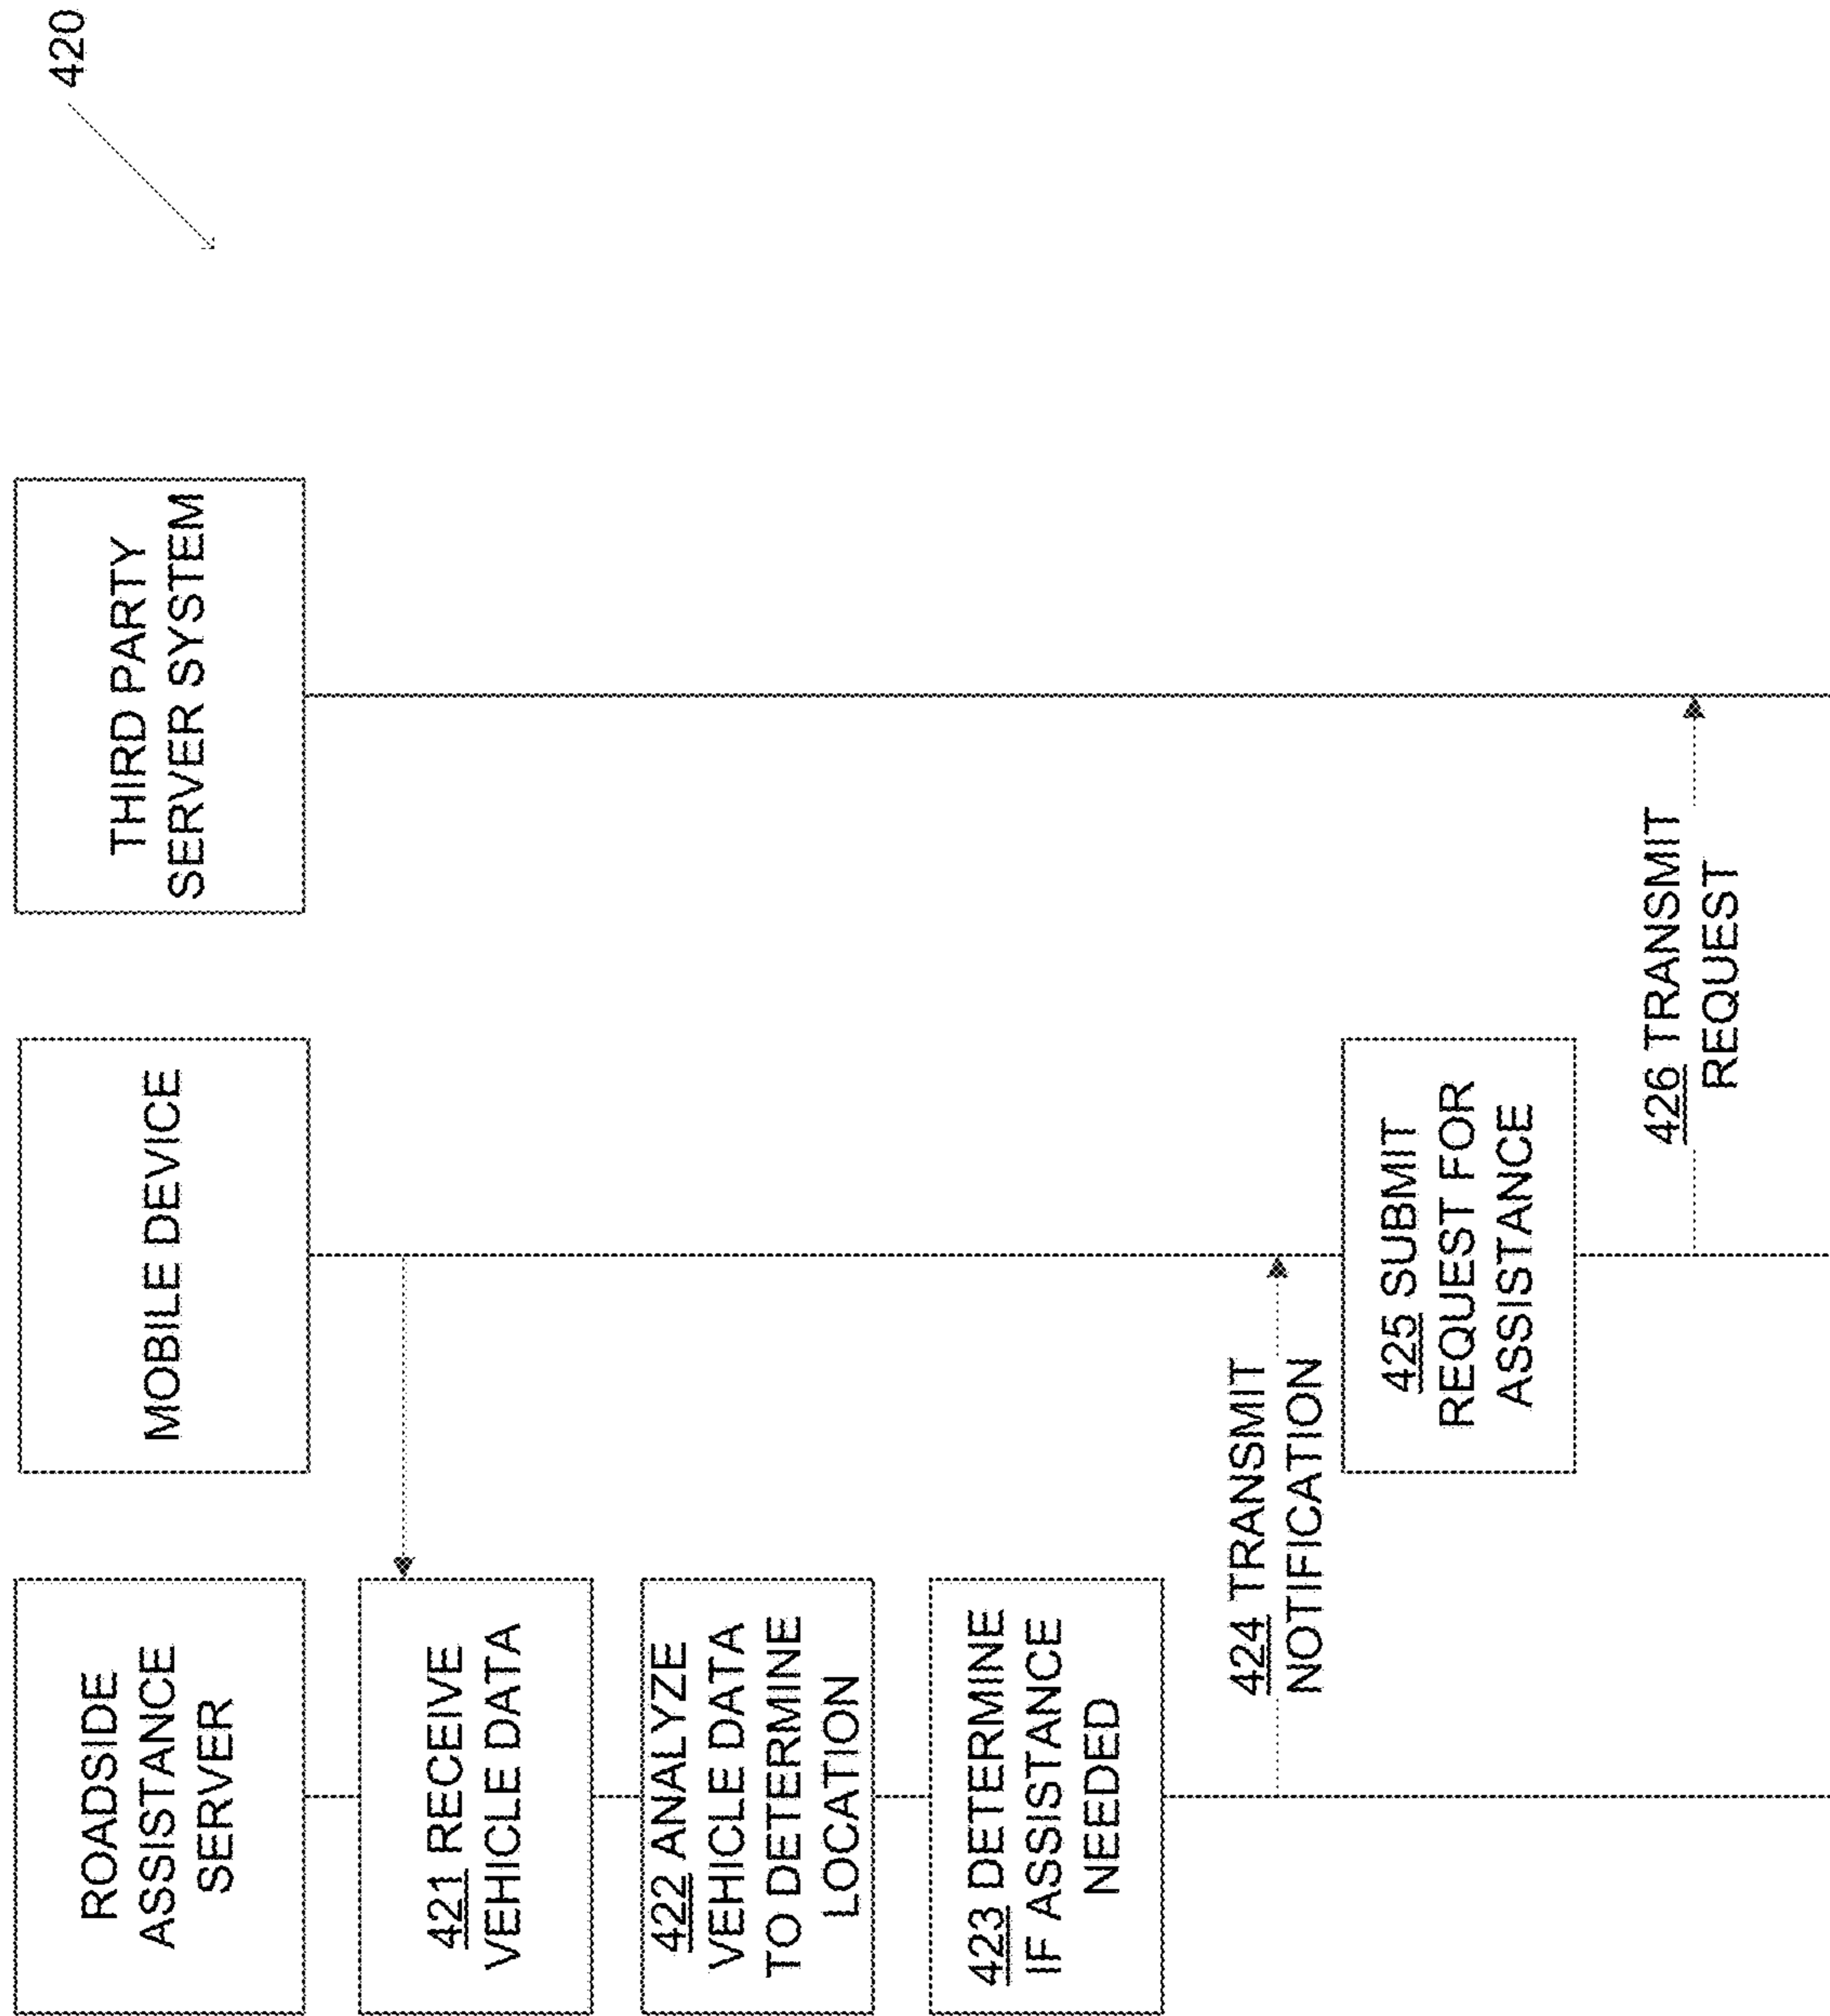 420
ROADSIDE
ASSISTANCE
SERVER
MOBILE DEVICE
THIRD PARTY
SERVER SYSTEM
421 RECEIVE
VEHICLE DATA
422 ANALYZE
VEHICLE DATA
TO DETERMINE
LOCATION
423 DETERMINE
IF ASSISTANCE
NEEDED
424 TRANSMIT
NOTIFICATION
425 SUBMIT
REQUEST FOR
ASSISTANCE
426 TRANSMIT
REQUEST